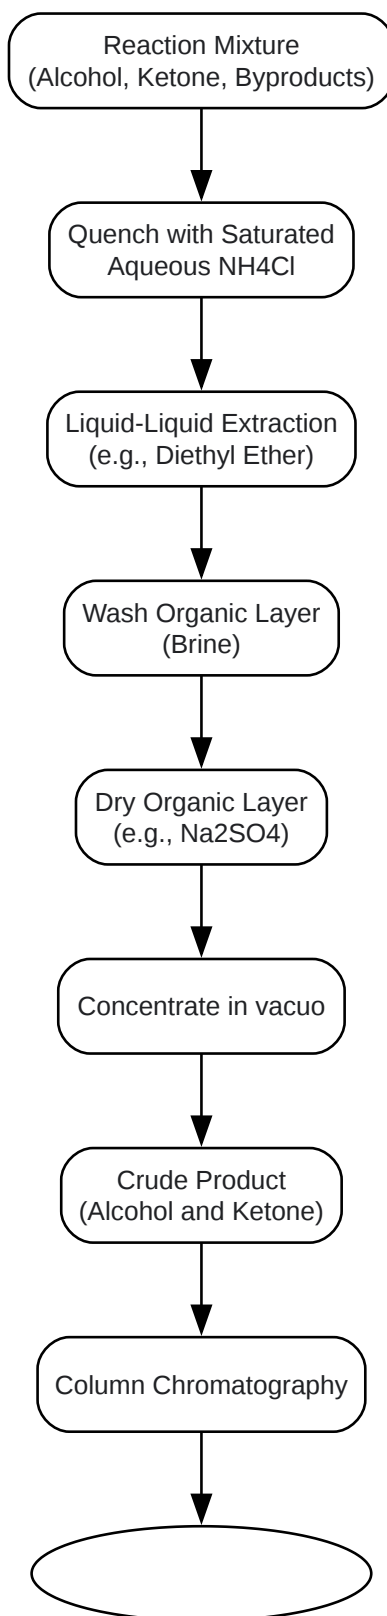 Reaction Mixture
(Alcohol, Ketone, Byproducts)
Quench with Saturated
Aqueous NH4Cl
Liquid-Liquid Extraction
(e.g., Diethyl Ether)
Wash Organic Layer
(Brine)
Dry Organic Layer
(e.g., Na2SO4)
Concentrate in vacuo
Crude Product
(Alcohol and Ketone)
Column Chromatography